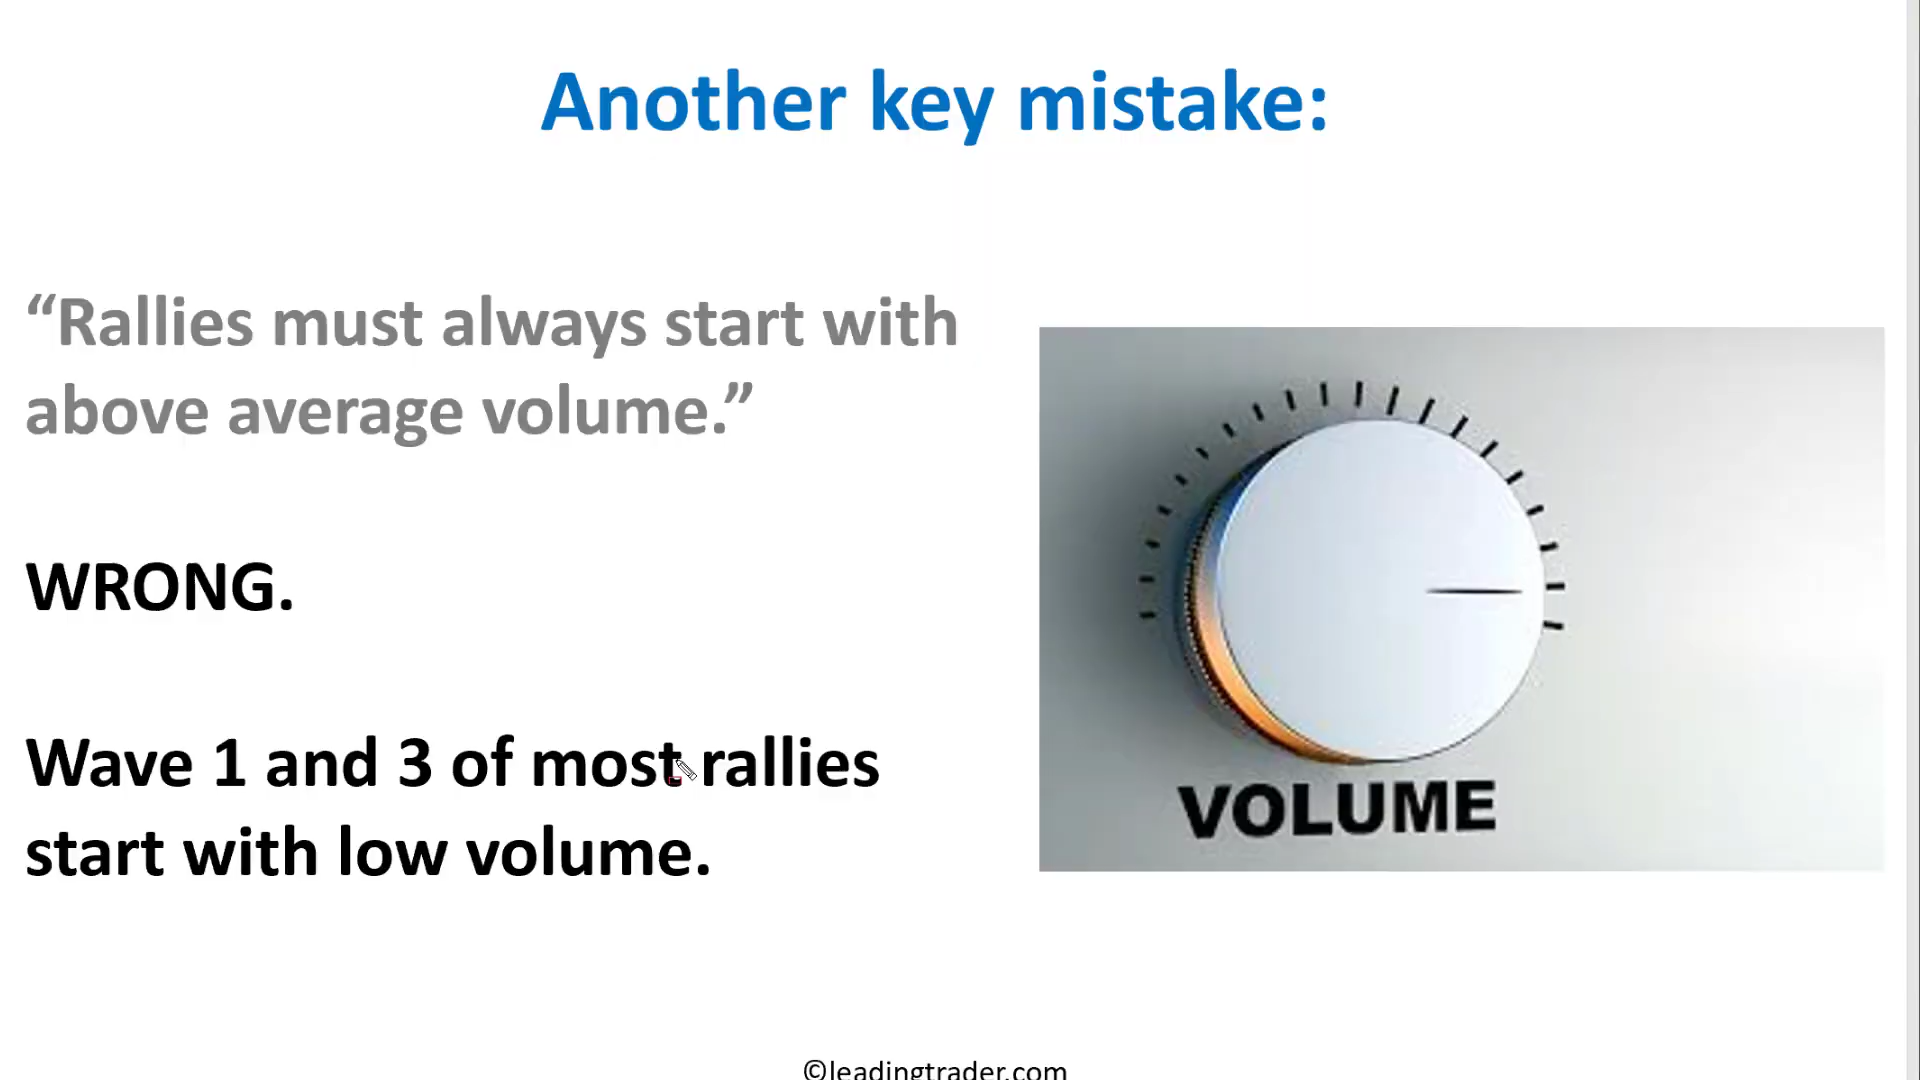 Another key mistake:
“Rallies must always start with
above average volume.”
WRONG.
Wave 1 and 3 of most rallies
start with low volume.
VOLUME
©leadingtrader.com